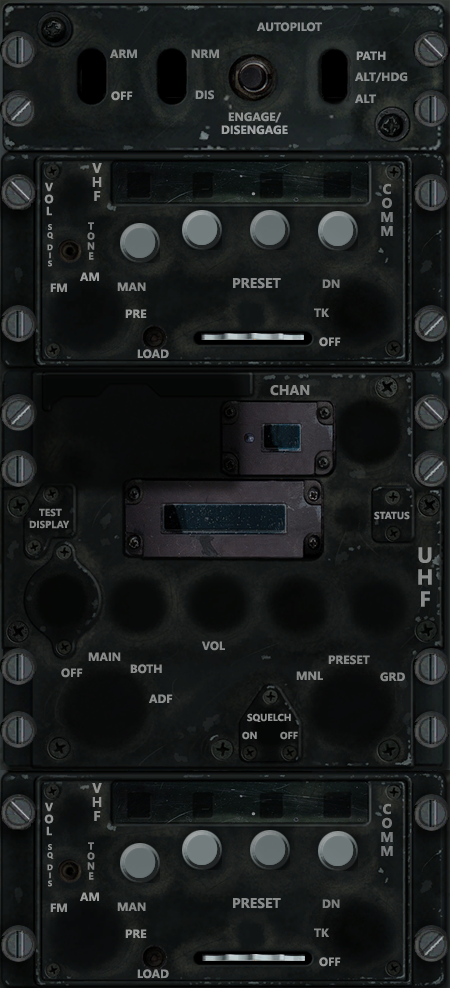 AUTOPILOT
ARM
NRM
PATH
ALT/HDG
OFF
DIS
ALT
ENGAGE/
DISENGAGE
VHF
VOL
COMM
SQ DIS
TONE
FM
AM
MAN
PRESET
DN
PRE
TK
LOAD
OFF
CHAN
TEST
DISPLAY
STATUS
UHF
VOL
MAIN
OFF
BOTH
ADF
PRESET
MNL
GRD
SQUELCH
ON OFF
VHF
VOL
COMM
SQ DIS
TONE
FM
AM
MAN
PRESET
DN
PRE
TK
LOAD
OFF